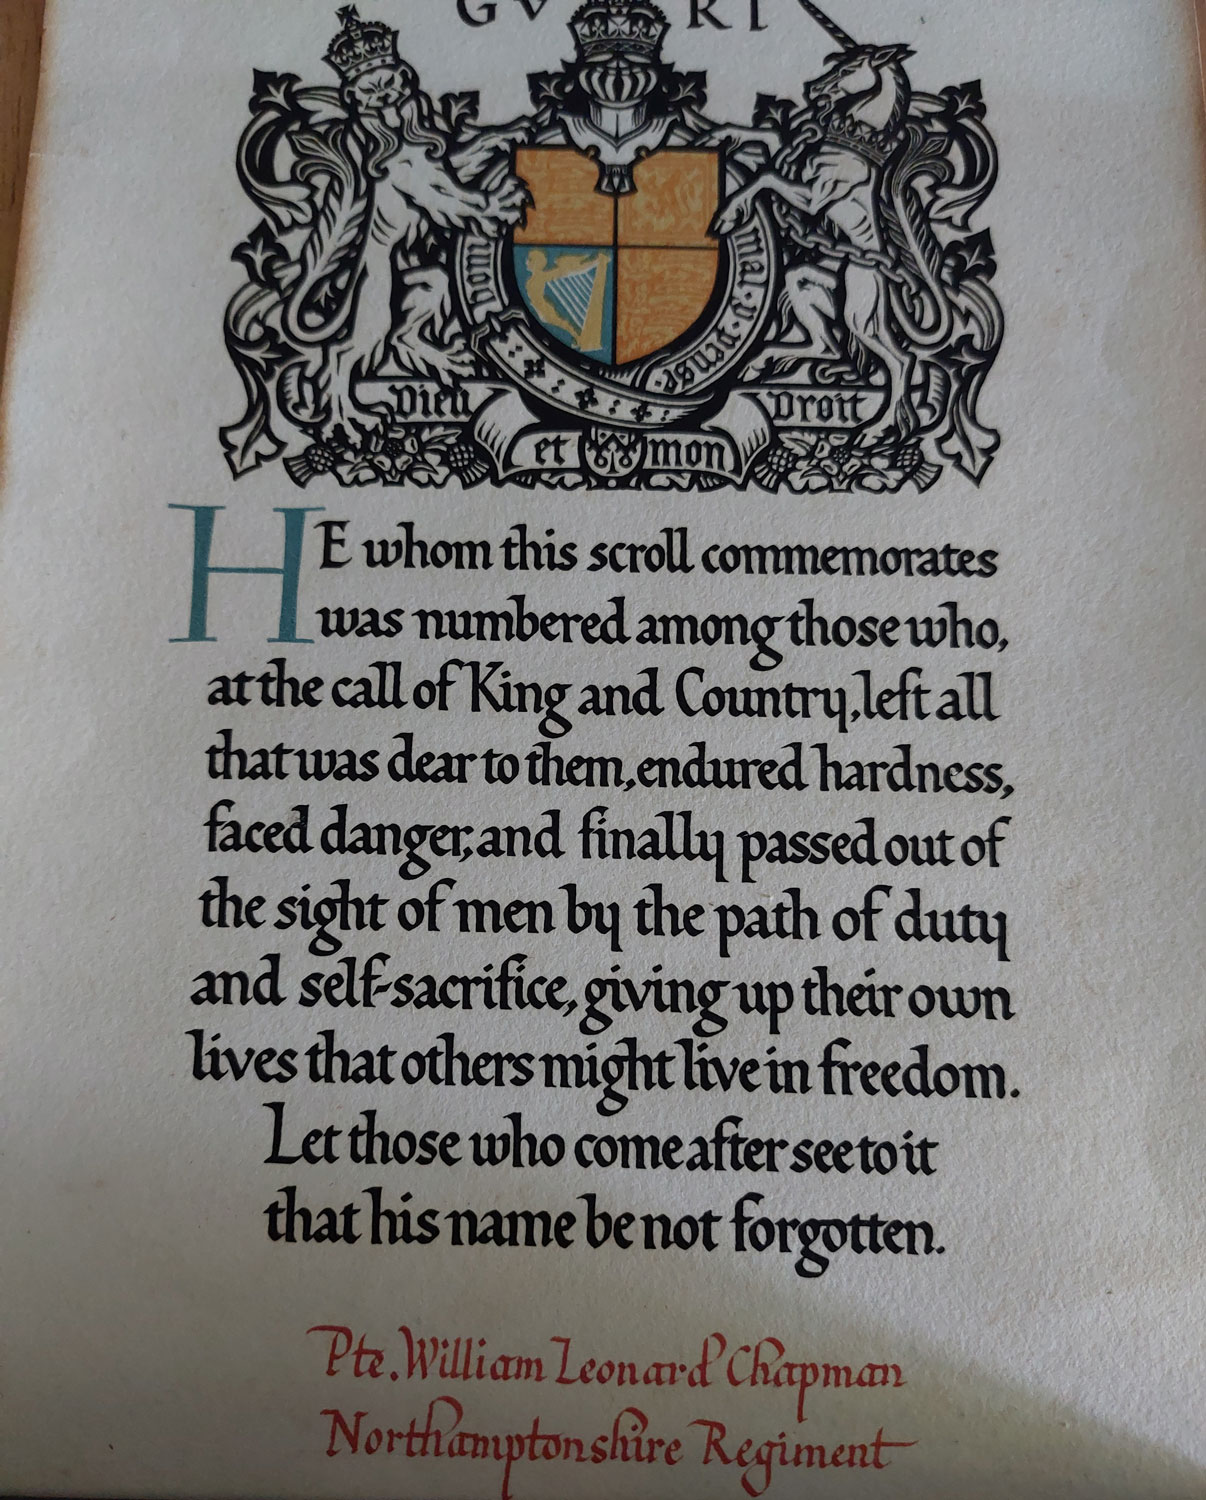 GV RI
honi
mal·y·pense·
Dieu Droit
et mon
HE whom this scroll commemorates
was numbered among those who,
at the call of King and Country, left all
that was dear to them, endured hardness,
faced danger, and finally passed out of
the sight of men by the path of duty
and self-sacrifice, giving up their own
lives that others might live in freedom.
Let those who come after see to it
that his name be not forgotten.
Pte. William Leonard Chapman
Northamptonshire Regiment